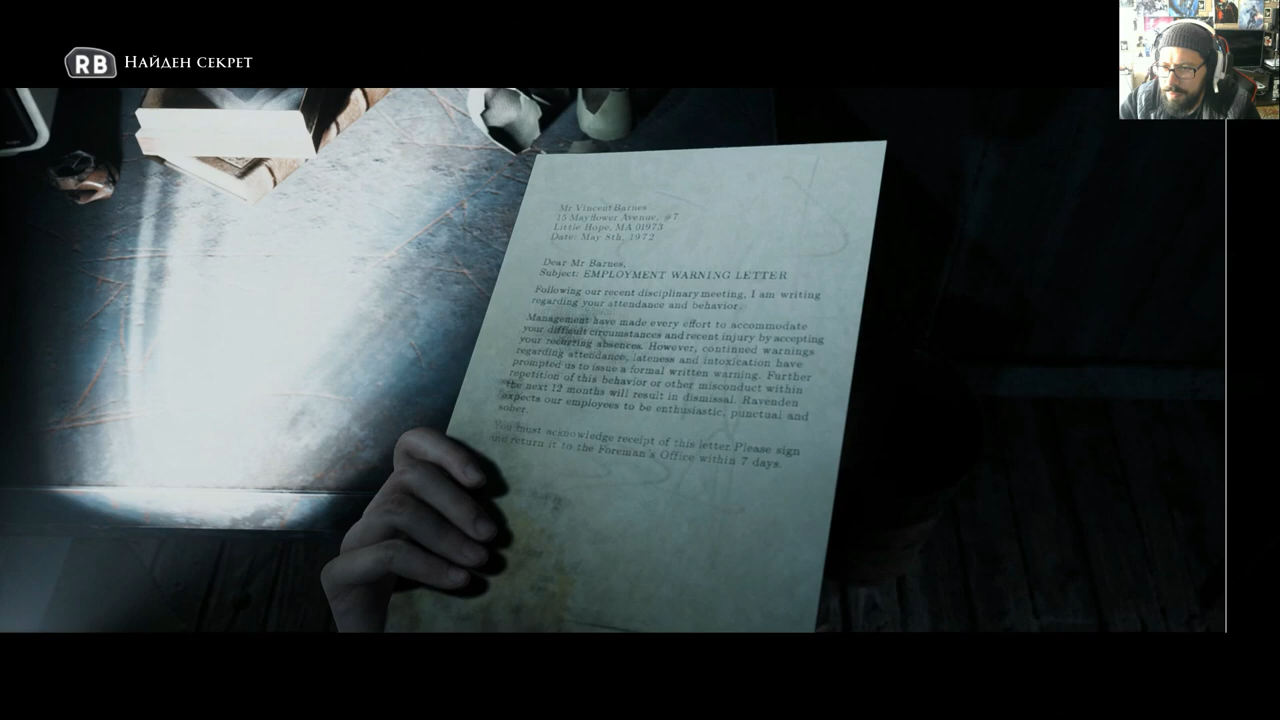 RB НАЙДЕН СЕКРЕТ
Mr Vincent Barnes
15 Mayflower Avenue, #7
Little Hope, MA 01973
Date: May 8th, 1972
Dear Mr Barnes,
Subject: EMPLOYMENT WARNING LETTER
Following our recent disciplinary meeting, I am writing
regarding your attendance and behavior.
Management have made every effort to accommodate
your difficult circumstances and recent injury by accepting
your recurring absences. However, continued warnings
regarding attendance, lateness and intoxication have
prompted us to issue a formal written warning. Further
repetition of this behavior or other misconduct within
the next 12 months will result in dismissal. Ravenden
expects our employees to be enthusiastic, punctual and
sober.
You must acknowledge receipt of this letter. Please sign
and return it to the Foreman's Office within 7 days.